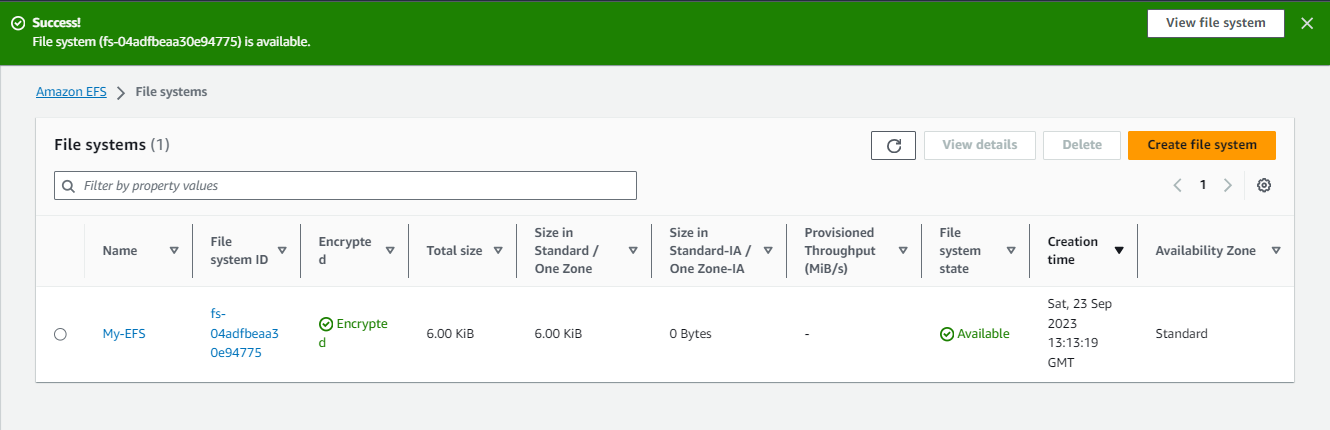 Success!
View file system
File system (fs-04adfbeaa30e94775) is available.
Amazon EFS
File systems
File systems (1)
View details
Delete
Create file system
Filter by property values
1
Name
File
system ID
Encrypte
d
Total size
Size in
Standard /
One Zone
Size in
Standard-IA /
One Zone-IA
Provisioned
Throughput
(MiB/s)
File
system
state
Creation
time
Availability Zone
My-EFS
fs-
04adfbeaa3
0e94775
Encrypte
d
6.00 KiB
6.00 KiB
0 Bytes
-
Available
Sat, 23 Sep
2023
13:13:19
GMT
Standard